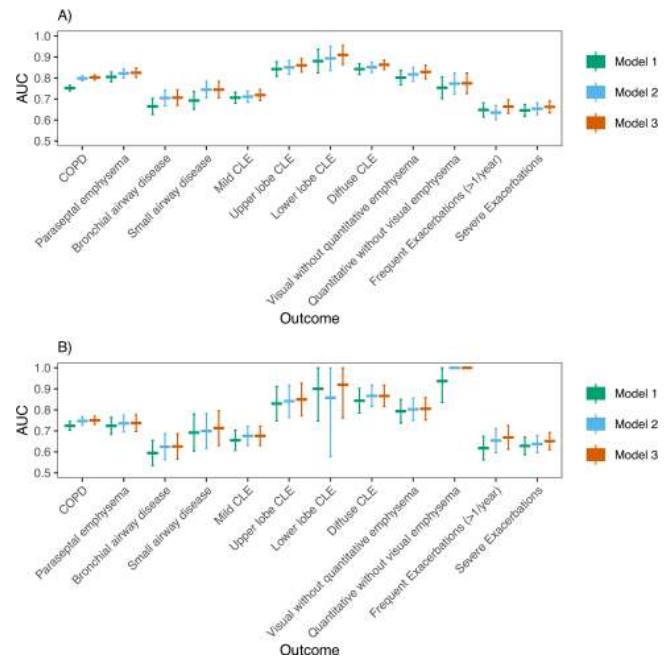 A)
1.0
0.9
0.8
0.7
0.6
0.5
AUC
COPD
Paraseptal emphysema
Bronchial airway disease
Small airway disease
Mild CLE
Upper lobe CLE
Lower lobe CLE
Diffuse CLE
Visual without quantitative emphysema
Quantitative without visual emphysema
Frequent Exacerbations (>1/year)
Severe Exacerbations
Outcome
Model 1
Model 2
Model 3
B)
1.0
0.9
0.8
0.7
0.6
0.5
AUC
COPD
Paraseptal emphysema
Bronchial airway disease
Small airway disease
Mild CLE
Upper lobe CLE
Lower lobe CLE
Diffuse CLE
Visual without quantitative emphysema
Quantitative without visual emphysema
Frequent Exacerbations (>1/year)
Severe Exacerbations
Outcome
Model 1
Model 2
Model 3